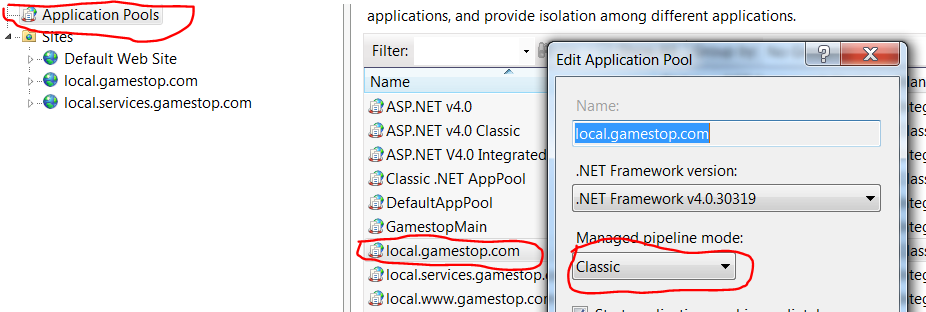 Application Pools
Sites
Default Web Site
local.gamestop.com
local.services.gamestop.com
applications, and provide isolation among different applications.
Filter:
Name
ASP.NET v4.0
ASP.NET v4.0 Classic
ASP.NET V4.0 Integrated
Classic .NET AppPool
DefaultAppPool
GamestopMain
local.gamestop.com
local.services.gamestop.
local.www.gamestop.co
Edit Application Pool
Name:
local.gamestop.com
.NET Framework version:
.NET Framework v4.0.30319
Managed pipeline mode:
Classic